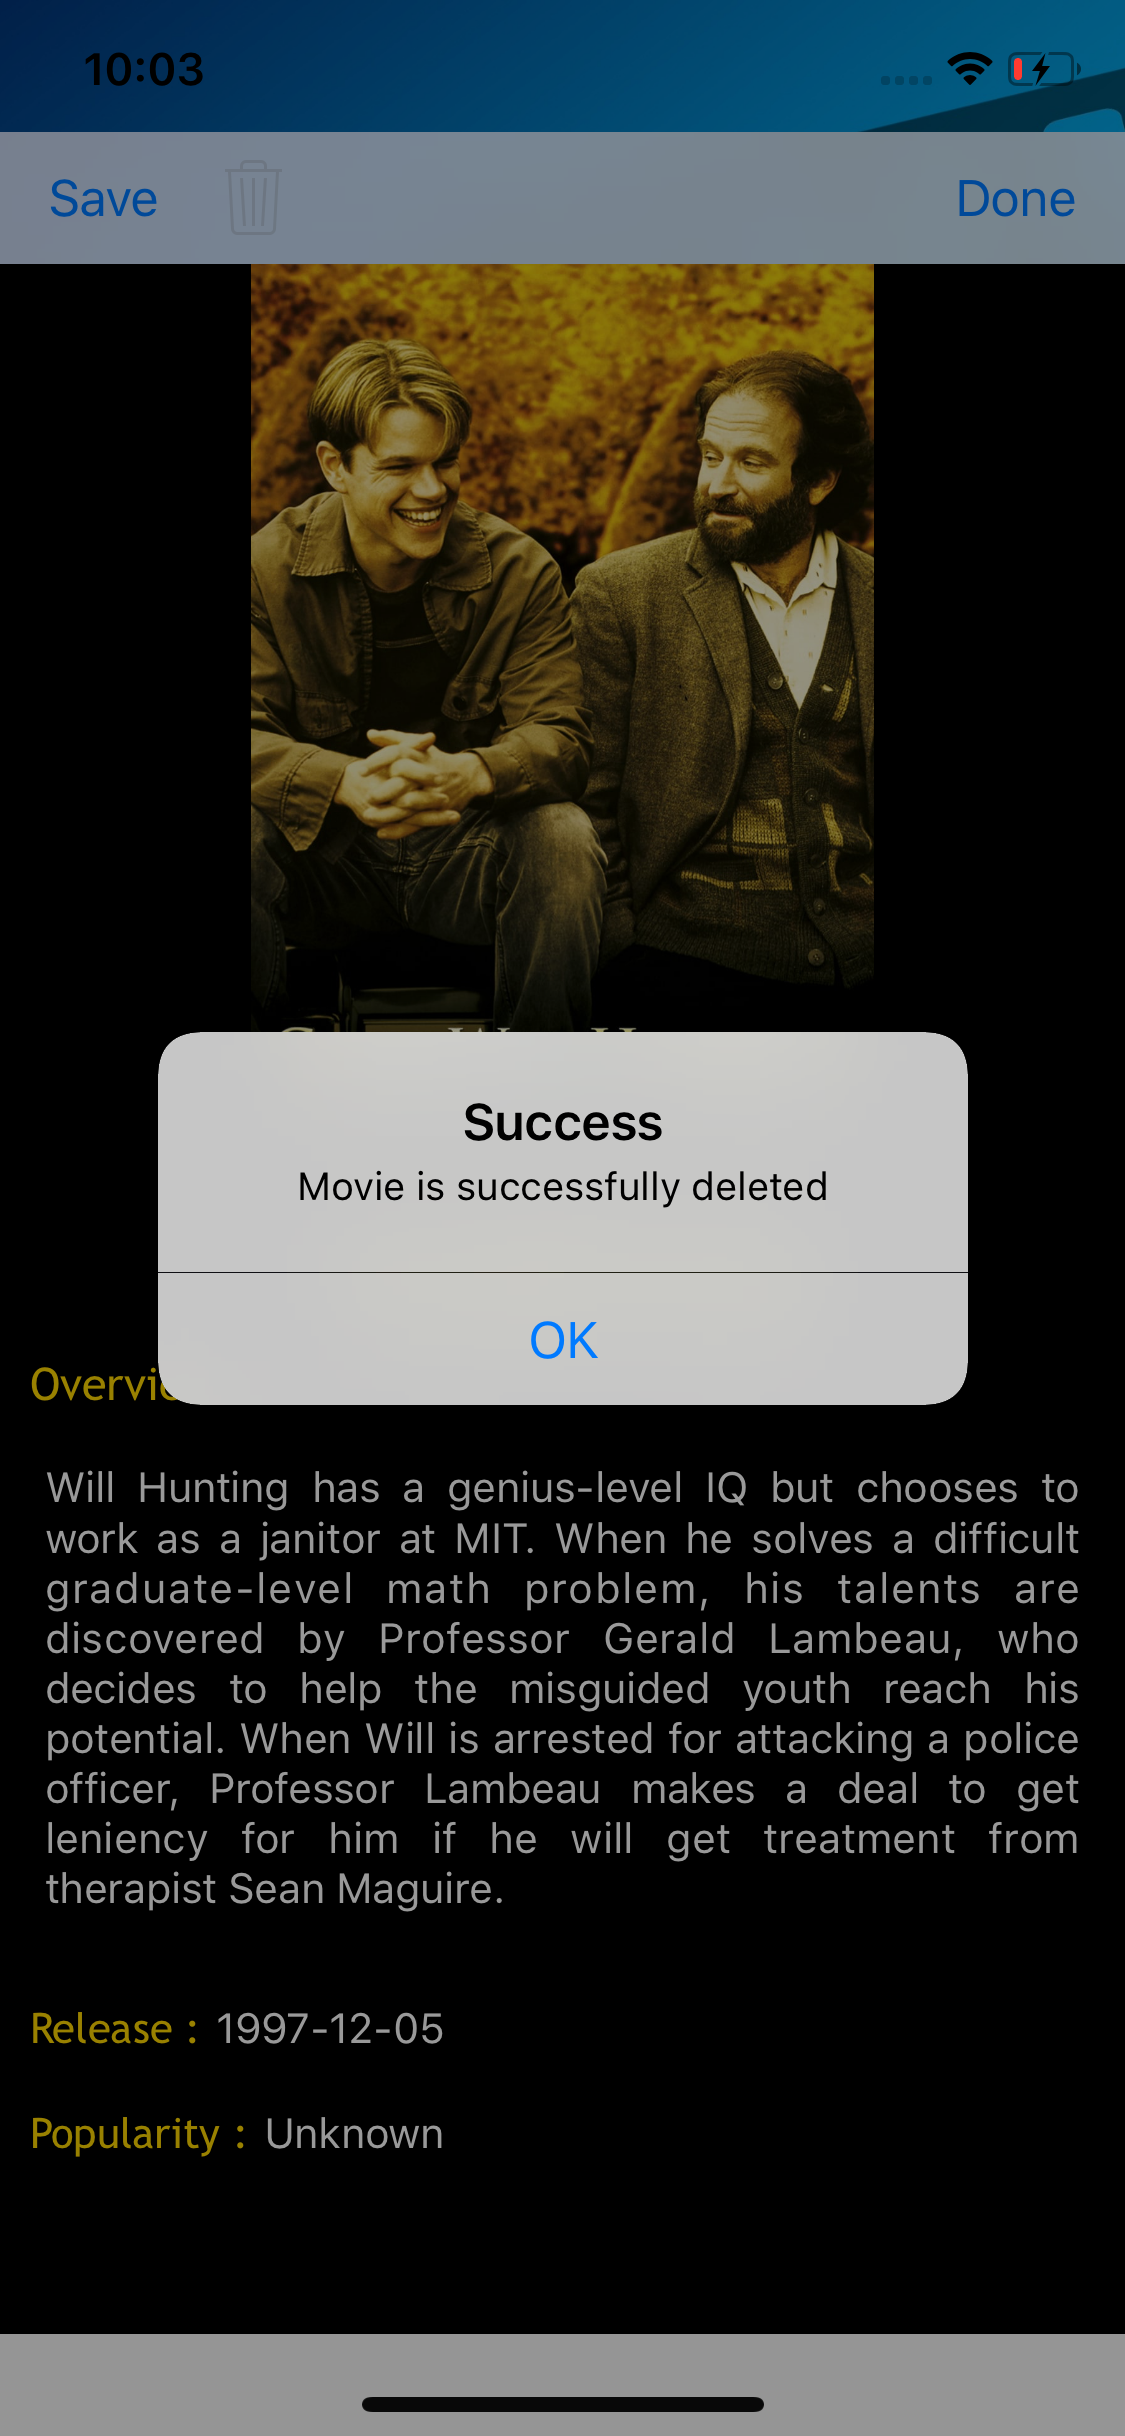 10:03
Save
Done
Success
Movie is successfully deleted
OK
Will Hunting has a genius-level IQ but chooses to
work as a janitor at MIT. When he solves a difficult
graduate-level math problem, his talents are
discovered by Professor Gerald Lambeau, who
decides to help the misguided youth reach his
potential. When Will is arrested for attacking a police
officer, Professor Lambeau makes a deal to get
leniency for him if he will get treatment from
therapist Sean Maguire.
Release : 1997-12-05
Popularity : Unknown